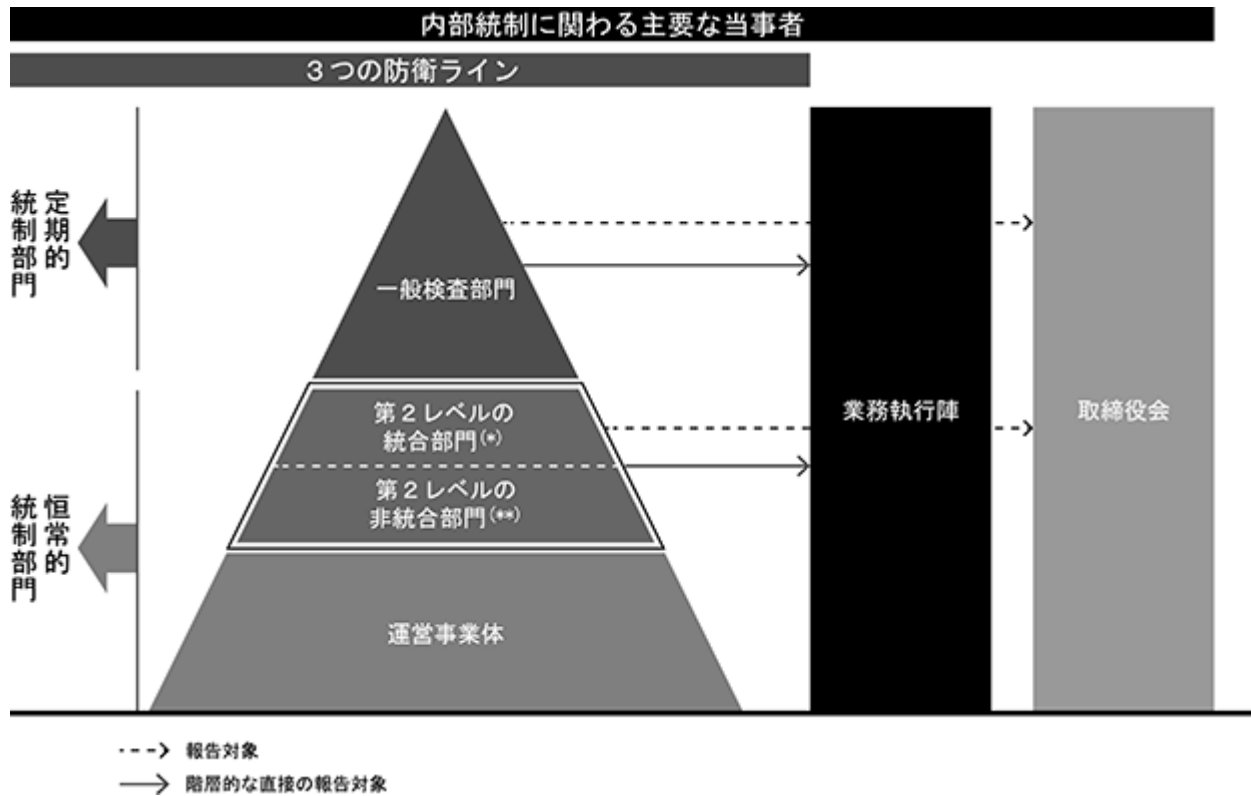 内部統制に関わる主要な当事者
３つの防衛ライン
定期的
統制部門
一般検査部門
第２レベルの
統合部門(*)
業務執行陣
取締役会
第２レベルの
非統合部門(**)
恒常的
統制部門
運営事業体
報告対象
階層的な直接の報告対象